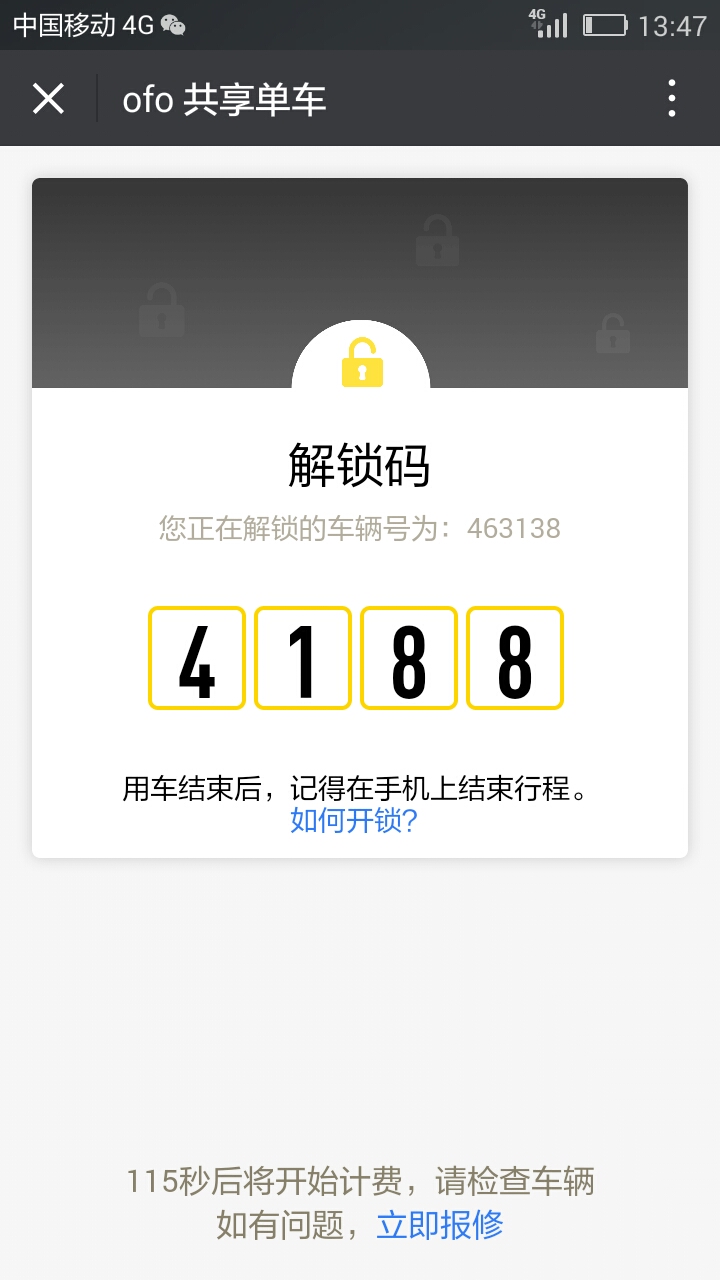 中国移动 4G 4G 13:47
ofo 共享单车
解锁码
您正在解锁的车辆号为：463138
4 1 8 8
用车结束后，记得在手机上结束行程。
如何开锁?
115秒后将开始计费，请检查车辆
如有问题，立即报修